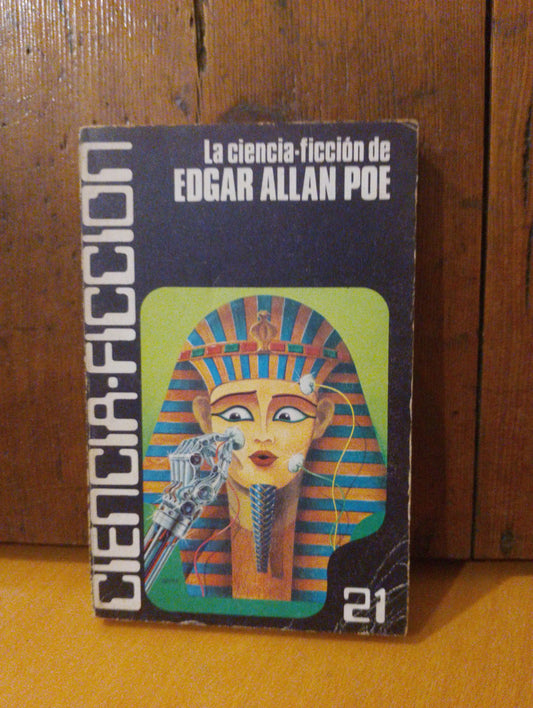 La ciencia-ficción de
EDGAR ALLAN POE
CIENCIA-FICCION
21